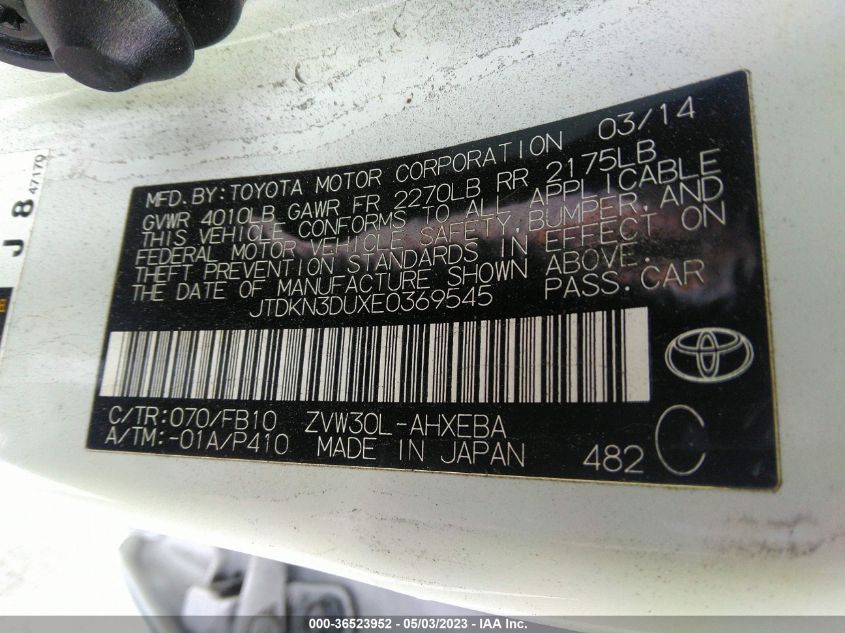 MFD. BY: TOYOTA MOTOR CORPORATION 03/14
GVWR 4010LB GAWR FR 2270LB RR 2175LB
THIS VEHICLE CONFORMS TO ALL APPLICABLE
FEDERAL MOTOR VEHICLE SAFETY, BUMPER, AND
THEFT PREVENTION STANDARDS IN EFFECT ON
THE DATE OF MANUFACTURE SHOWN ABOVE.
JTDKN3DUXE0369545 PASS. CAR
C/TR: 070/FB10 ZVW30L-AHXEBA
A/TM: -01A/P410 MADE IN JAPAN 482 C
J 8 47179
000-36523952 - 05/03/2023 - IAA Inc.